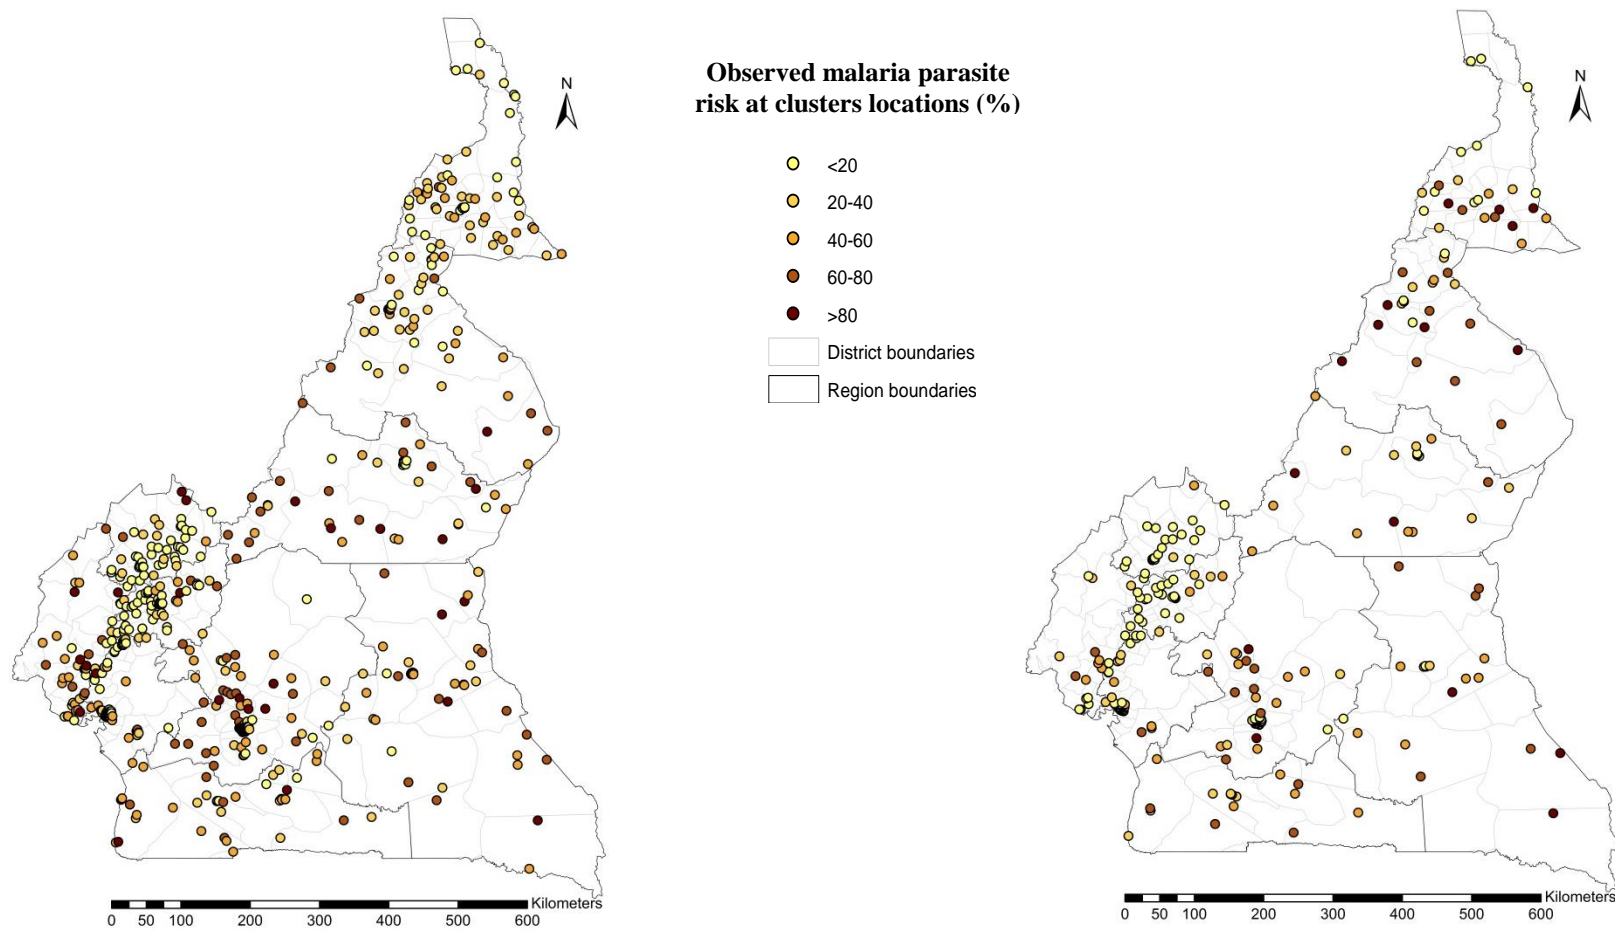 Observed malaria parasite
risk at clusters locations (%)
N
N
<20
20-40
40-60
60-80
>80
District boundaries
Region boundaries
Kilometers
0 50 100 200 300 400 500 600
Kilometers
0 50 100 200 300 400 500 600